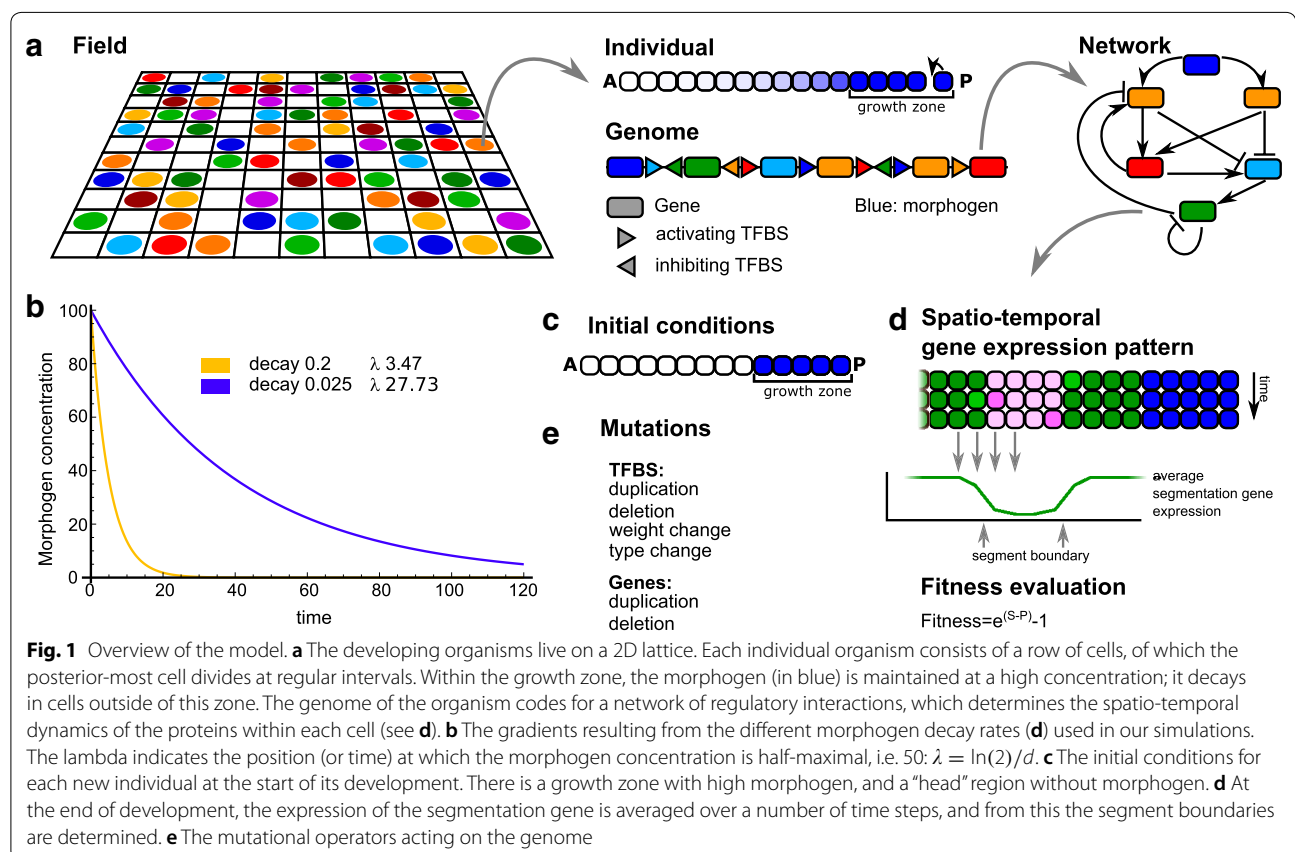 a Field
Individual
A P
growth zone
Genome
Gene
Blue: morphogen
activating TFBS
inhibiting TFBS
Network
b
Morphogen concentration
100
80
60
40
20
0
0 20 40 60 80 100 120
time
decay 0.2 λ 3.47
decay 0.025 λ 27.73
c Initial conditions
A P
growth zone
e Mutations
TFBS:
duplication
deletion
weight change
type change
Genes:
duplication
deletion
d Spatio-temporal
gene expression pattern
time
average
segmentation gene
expression
segment boundary
Fitness evaluation
Fitness=e^(S-P)-1
Fig. 1 Overview of the model. a The developing organisms live on a 2D lattice. Each individual organism consists of a row of cells, of which the
posterior-most cell divides at regular intervals. Within the growth zone, the morphogen (in blue) is maintained at a high concentration; it decays
in cells outside of this zone. The genome of the organism codes for a network of regulatory interactions, which determines the spatio-temporal
dynamics of the proteins within each cell (see d). b The gradients resulting from the different morphogen decay rates (d) used in our simulations.
The lambda indicates the position (or time) at which the morphogen concentration is half-maximal, i.e. 50: λ = ln(2)/d. c The initial conditions for
each new individual at the start of its development. There is a growth zone with high morphogen, and a “head” region without morphogen. d At
the end of development, the expression of the segmentation gene is averaged over a number of time steps, and from this the segment boundaries
are determined. e The mutational operators acting on the genome